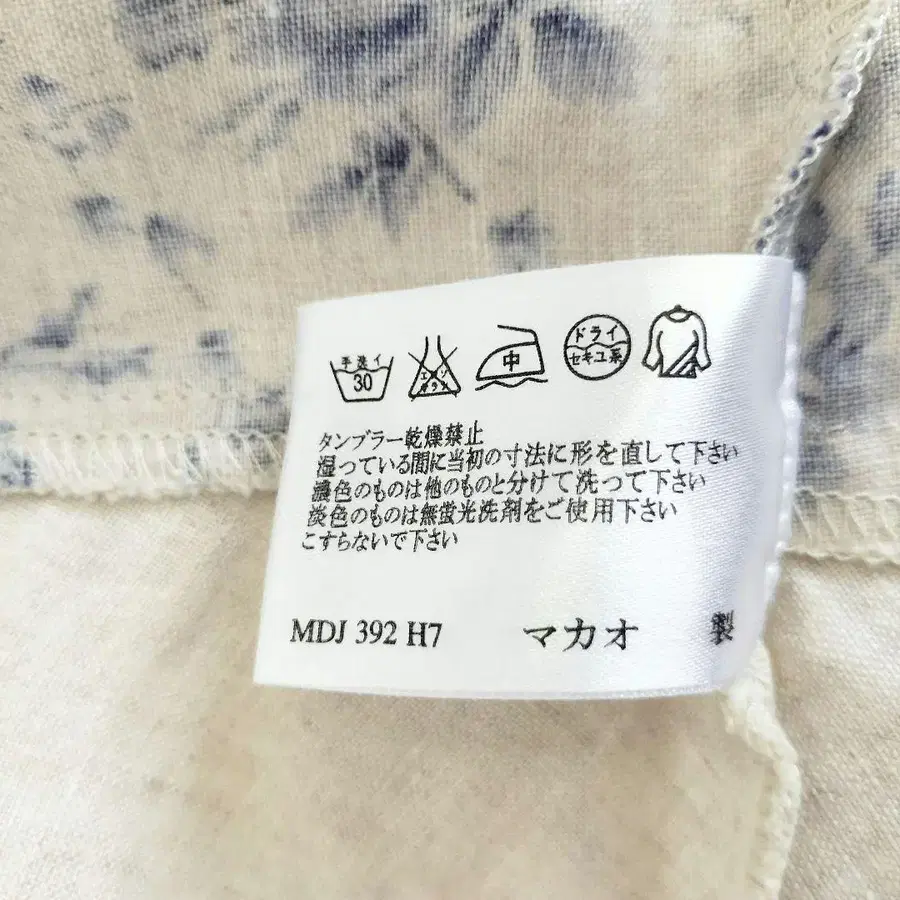 手洗イ
30
エンソ
サラシ
中
ドライ
セキユ系
タンブラー乾燥禁止
湿っている間に当初の寸法に形を直して下さい
濃色のものは他のものと分けて洗って下さい
淡色のものは無蛍光洗剤をご使用下さい
こすらないで下さい
MDJ 392 H7 マカオ 製